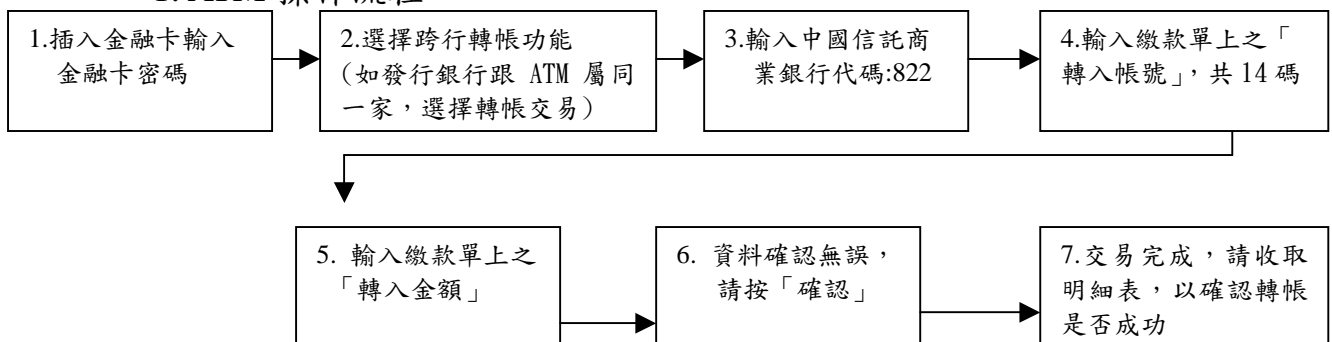 1.插入金融卡輸入
金融卡密碼
2.選擇跨行轉帳功能
(如發行銀行跟 ATM 屬同
一家，選擇轉帳交易)
3.輸入中國信託商
業銀行代碼:822
4.輸入繳款單上之「
轉入帳號」，共 14 碼
5. 輸入繳款單上之
「轉入金額」
6. 資料確認無誤，
請按「確認」
7.交易完成，請收取
明細表，以確認轉帳
是否成功